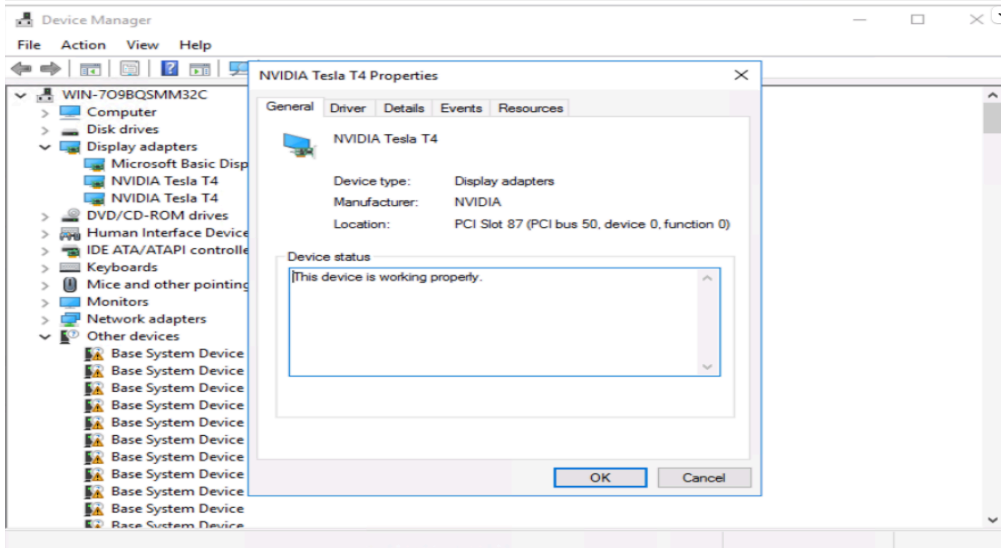 Device Manager
File Action View Help
NVIDIA Tesla T4 Properties
WIN-7O9BQSMM32C
Computer
Disk drives
Display adapters
Microsoft Basic Disp
NVIDIA Tesla T4
NVIDIA Tesla T4
DVD/CD-ROM drives
Human Interface Device
IDE ATA/ATAPI controlle
Keyboards
Mice and other pointing
Monitors
Network adapters
Other devices
Base System Device
Base System Device
Base System Device
Base System Device
Base System Device
Base System Device
Base System Device
Base System Device
Base System Device
Base System Device
Base System Device
General Driver Details Events Resources
NVIDIA Tesla T4
Device type: Display adapters
Manufacturer: NVIDIA
Location: PCI Slot 87 (PCI bus 50, device 0, function 0)
Device status
This device is working properly.
OK Cancel